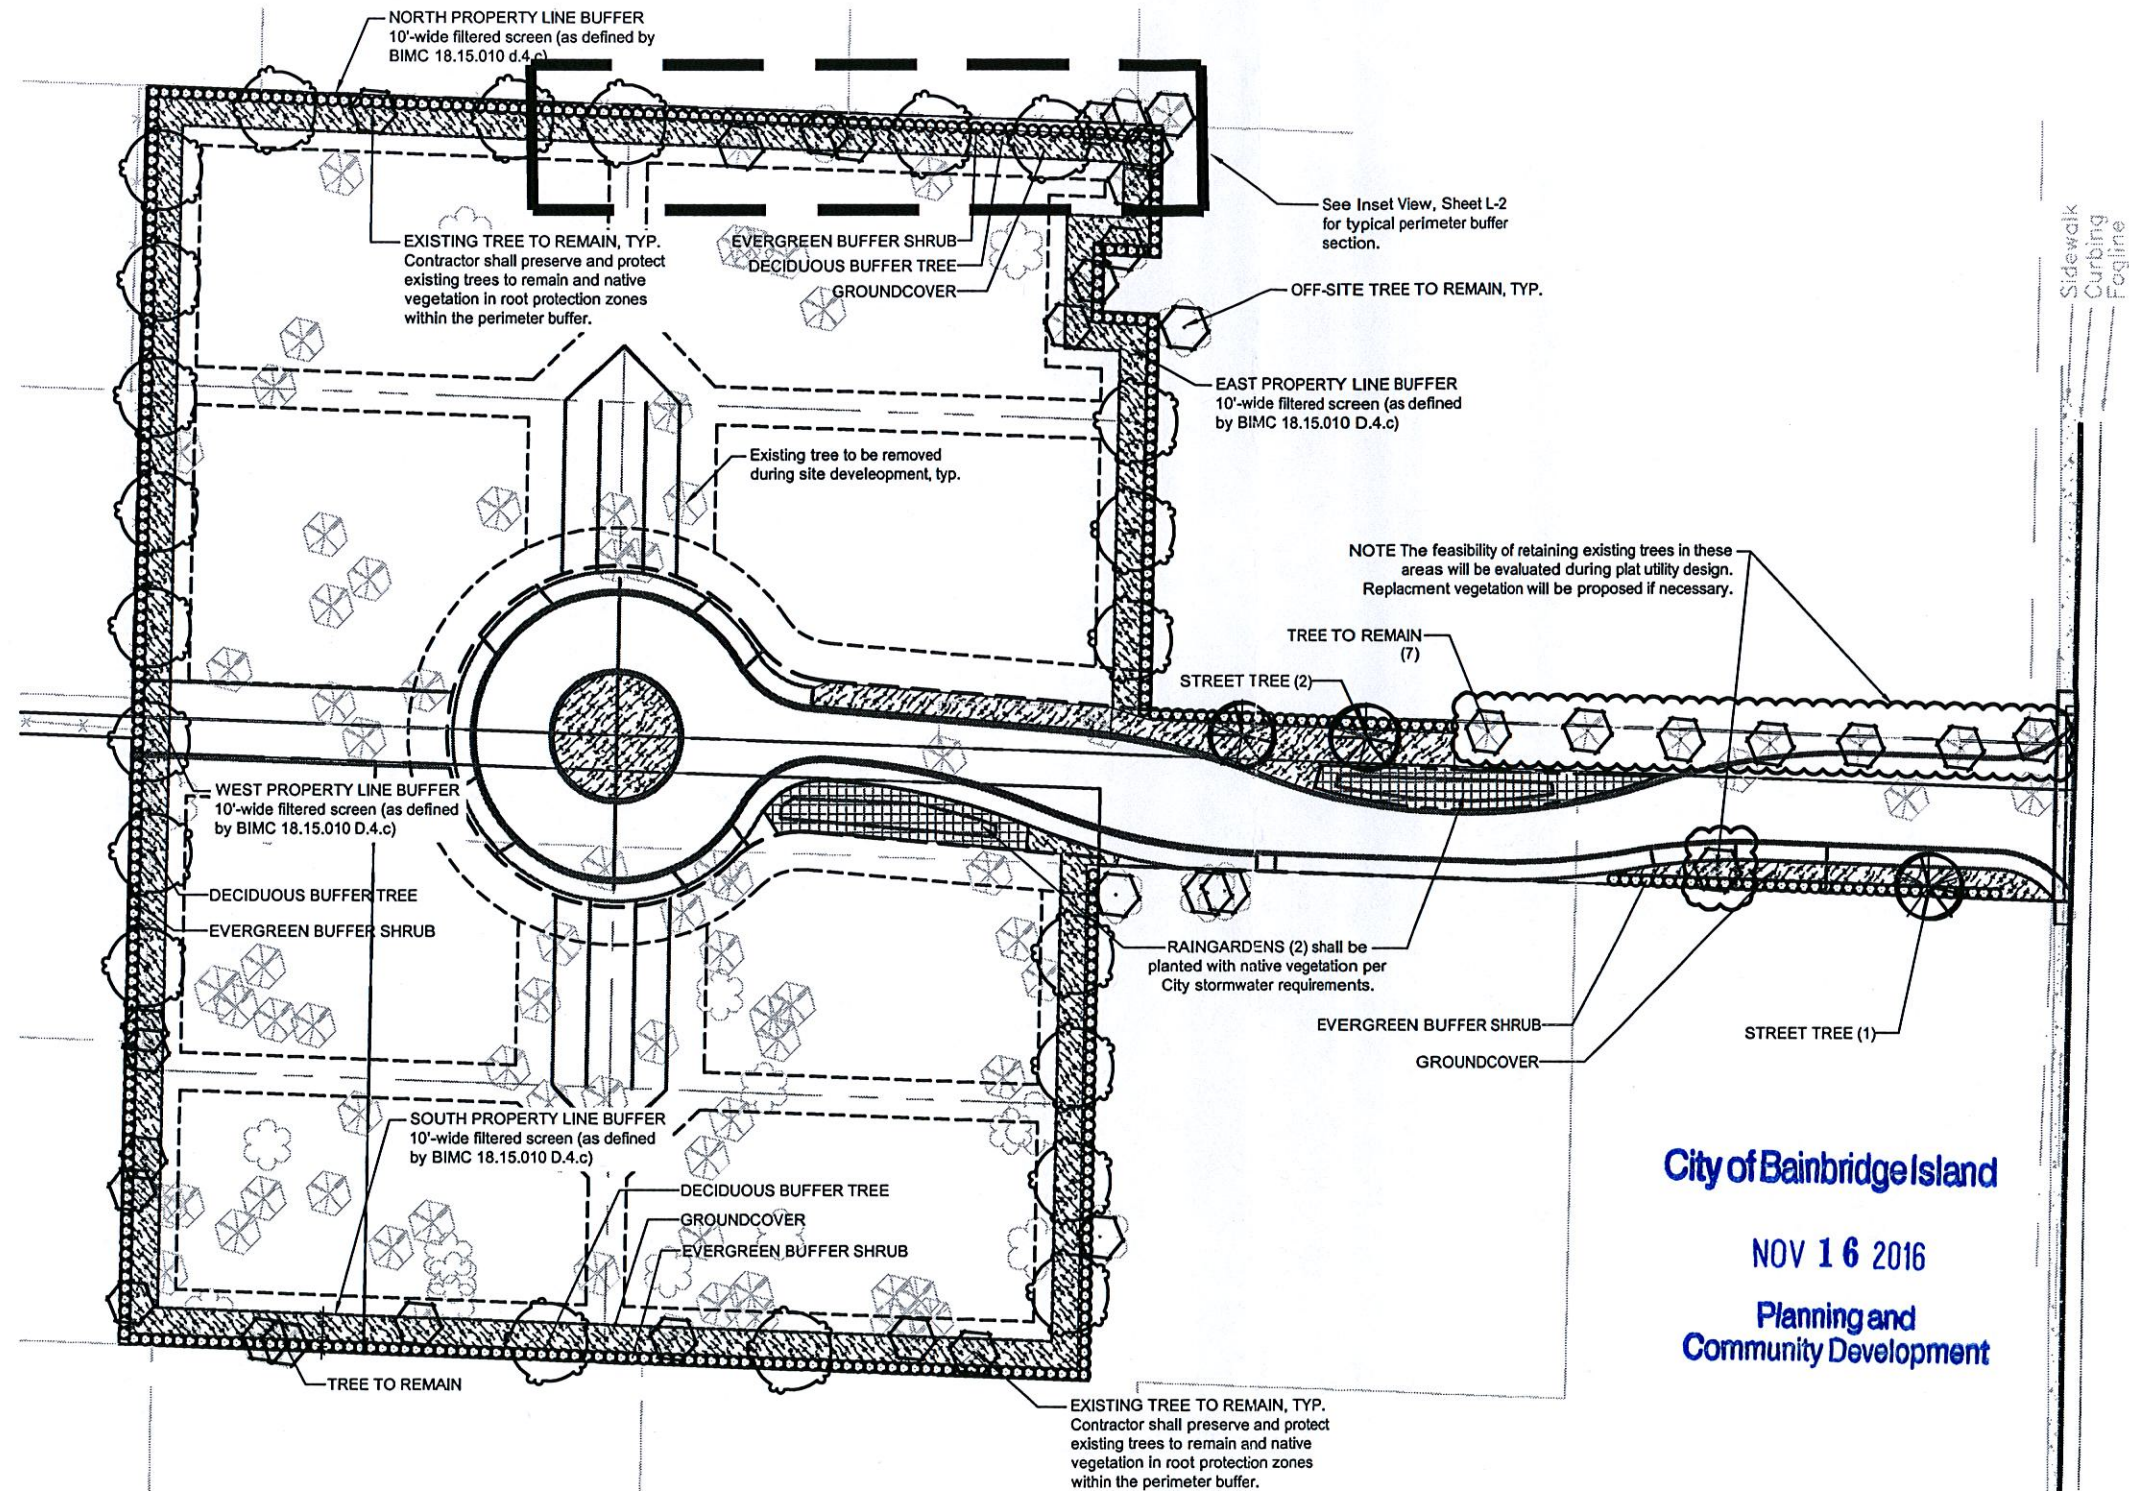 NORTH PROPERTY LINE BUFFER
10'-wide filtered screen (as defined by
BIMC 18.15.010 d.4.c)
See Inset View, Sheet L-2
for typical perimeter buffer
section.
Sidewalk
Curbing
Fogline
EXISTING TREE TO REMAIN, TYP.
Contractor shall preserve and protect
existing trees to remain and native
vegetation in root protection zones
within the perimeter buffer.
EVERGREEN BUFFER SHRUB
DECIDUOUS BUFFER TREE
GROUNDCOVER
OFF-SITE TREE TO REMAIN, TYP.
EAST PROPERTY LINE BUFFER
10'-wide filtered screen (as defined
by BIMC 18.15.010 D.4.c)
Existing tree to be removed
during site develeopment, typ.
NOTE The feasibility of retaining existing trees in these
areas will be evaluated during plat utility design.
Replacment vegetation will be proposed if necessary.
TREE TO REMAIN
(7)
STREET TREE (2)
WEST PROPERTY LINE BUFFER
10'-wide filtered screen (as defined
by BIMC 18.15.010 D.4.c)
DECIDUOUS BUFFER TREE
EVERGREEN BUFFER SHRUB
RAINGARDENS (2) shall be
planted with native vegetation per
City stormwater requirements.
EVERGREEN BUFFER SHRUB
GROUNDCOVER
STREET TREE (1)
SOUTH PROPERTY LINE BUFFER
10'-wide filtered screen (as defined
by BIMC 18.15.010 D.4.c)
DECIDUOUS BUFFER TREE
GROUNDCOVER
EVERGREEN BUFFER SHRUB
City of Bainbridge Island
NOV 16 2016
Planning and
Community Development
TREE TO REMAIN
EXISTING TREE TO REMAIN, TYP.
Contractor shall preserve and protect
existing trees to remain and native
vegetation in root protection zones
within the perimeter buffer.